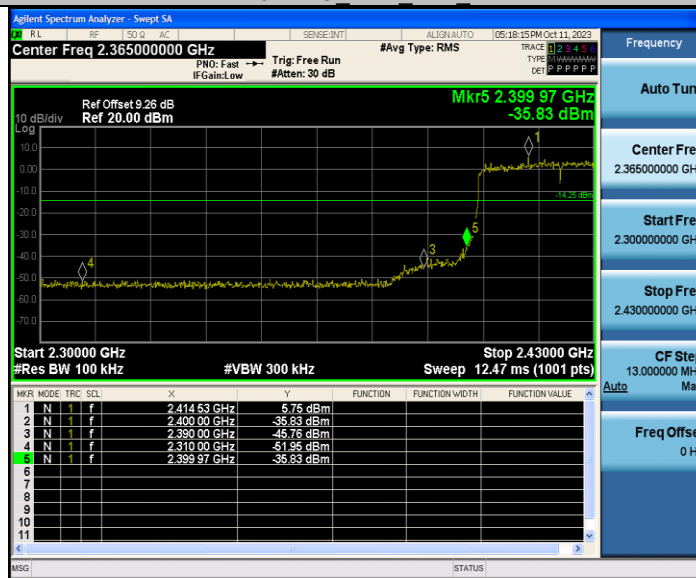 Agilent Spectrum Analyzer - Swept SA
RL RF 50 Ω AC SENSE:INT ALIGN AUTO 05:18:15 PM Oct 11, 2023
Center Freq 2.365000000 GHz
PNO: Fast
IFGain:Low
Trig: Free Run
#Atten: 30 dB
#Avg Type: RMS
TRACE 1 2 3 4 5 6
TYPE M
DET P P P P P P
Frequency
Auto Tun
Center Fre
2.365000000 GH
Start Fre
2.300000000 GH
Stop Fre
2.430000000 GH
CF Step
13.000000 MH
Auto Ma
Freq Offse
0 H
Mkr5 2.399 97 GHz
-35.83 dBm
Ref Offset 9.26 dB
10 dB/div Ref 20.00 dBm
Log
10.0
0.00
-10.0
-20.0
-30.0
-40.0
-50.0
-60.0
-70.0
1
-14.25 dBm
5
3
4
Start 2.30000 GHz Stop 2.43000 GHz
#Res BW 100 kHz #VBW 300 kHz Sweep 12.47 ms (1001 pts)
MKR MODE TRC SCL X Y FUNCTION FUNCTION WIDTH FUNCTION VALUE
1 N 1 f 2.414 53 GHz 5.75 dBm
2 N 1 f 2.400 00 GHz -35.83 dBm
3 N 1 f 2.390 00 GHz -45.76 dBm
4 N 1 f 2.310 00 GHz -51.95 dBm
5 N 1 f 2.399 97 GHz -35.83 dBm
6
7
8
9
10
11
MSG STATUS